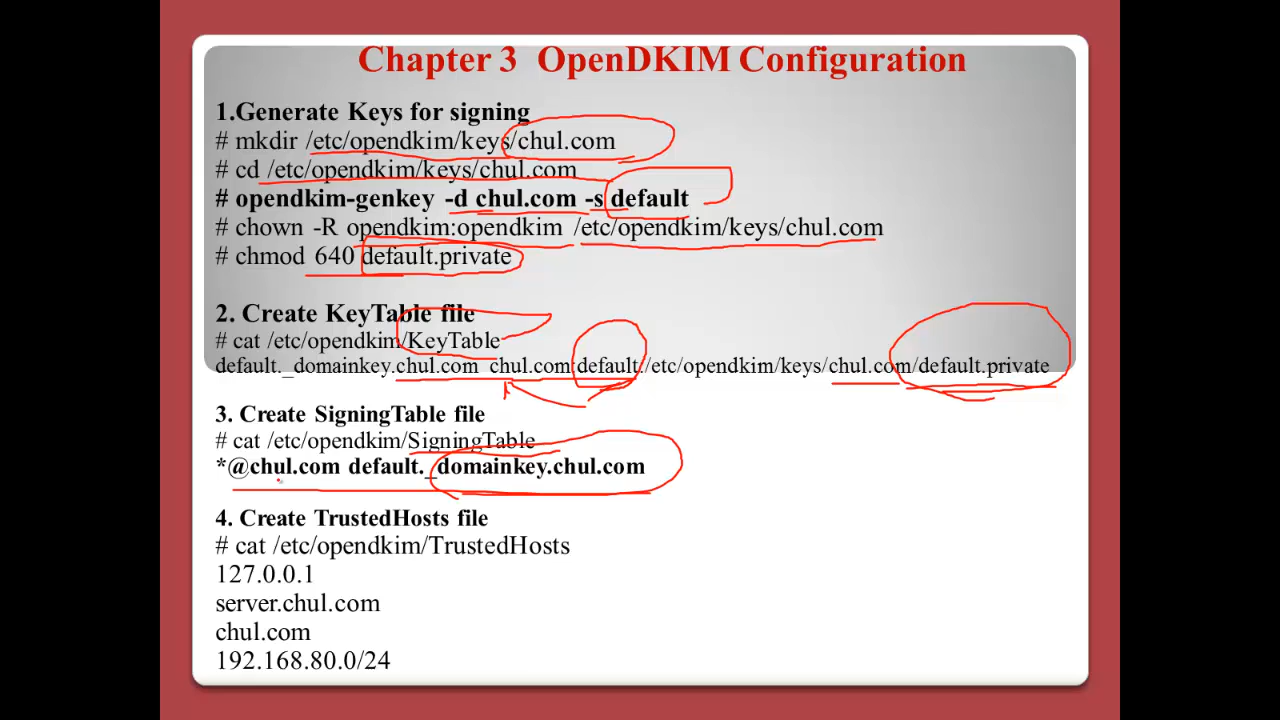 Chapter 3 OpenDKIM Configuration
1.Generate Keys for signing
# mkdir /etc/opendkim/keys/chul.com
# cd /etc/opendkim/keys/chul.com
# opendkim-genkey -d chul.com -s default
# chown -R opendkim:opendkim /etc/opendkim/keys/chul.com
# chmod 640 default.private
2. Create KeyTable file
# cat /etc/opendkim/KeyTable
default._domainkey.chul.com chul.com:default:/etc/opendkim/keys/chul.com/default.private
3. Create SigningTable file
# cat /etc/opendkim/SigningTable
*@chul.com default._domainkey.chul.com
4. Create TrustedHosts file
# cat /etc/opendkim/TrustedHosts
127.0.0.1
server.chul.com
chul.com
192.168.80.0/24